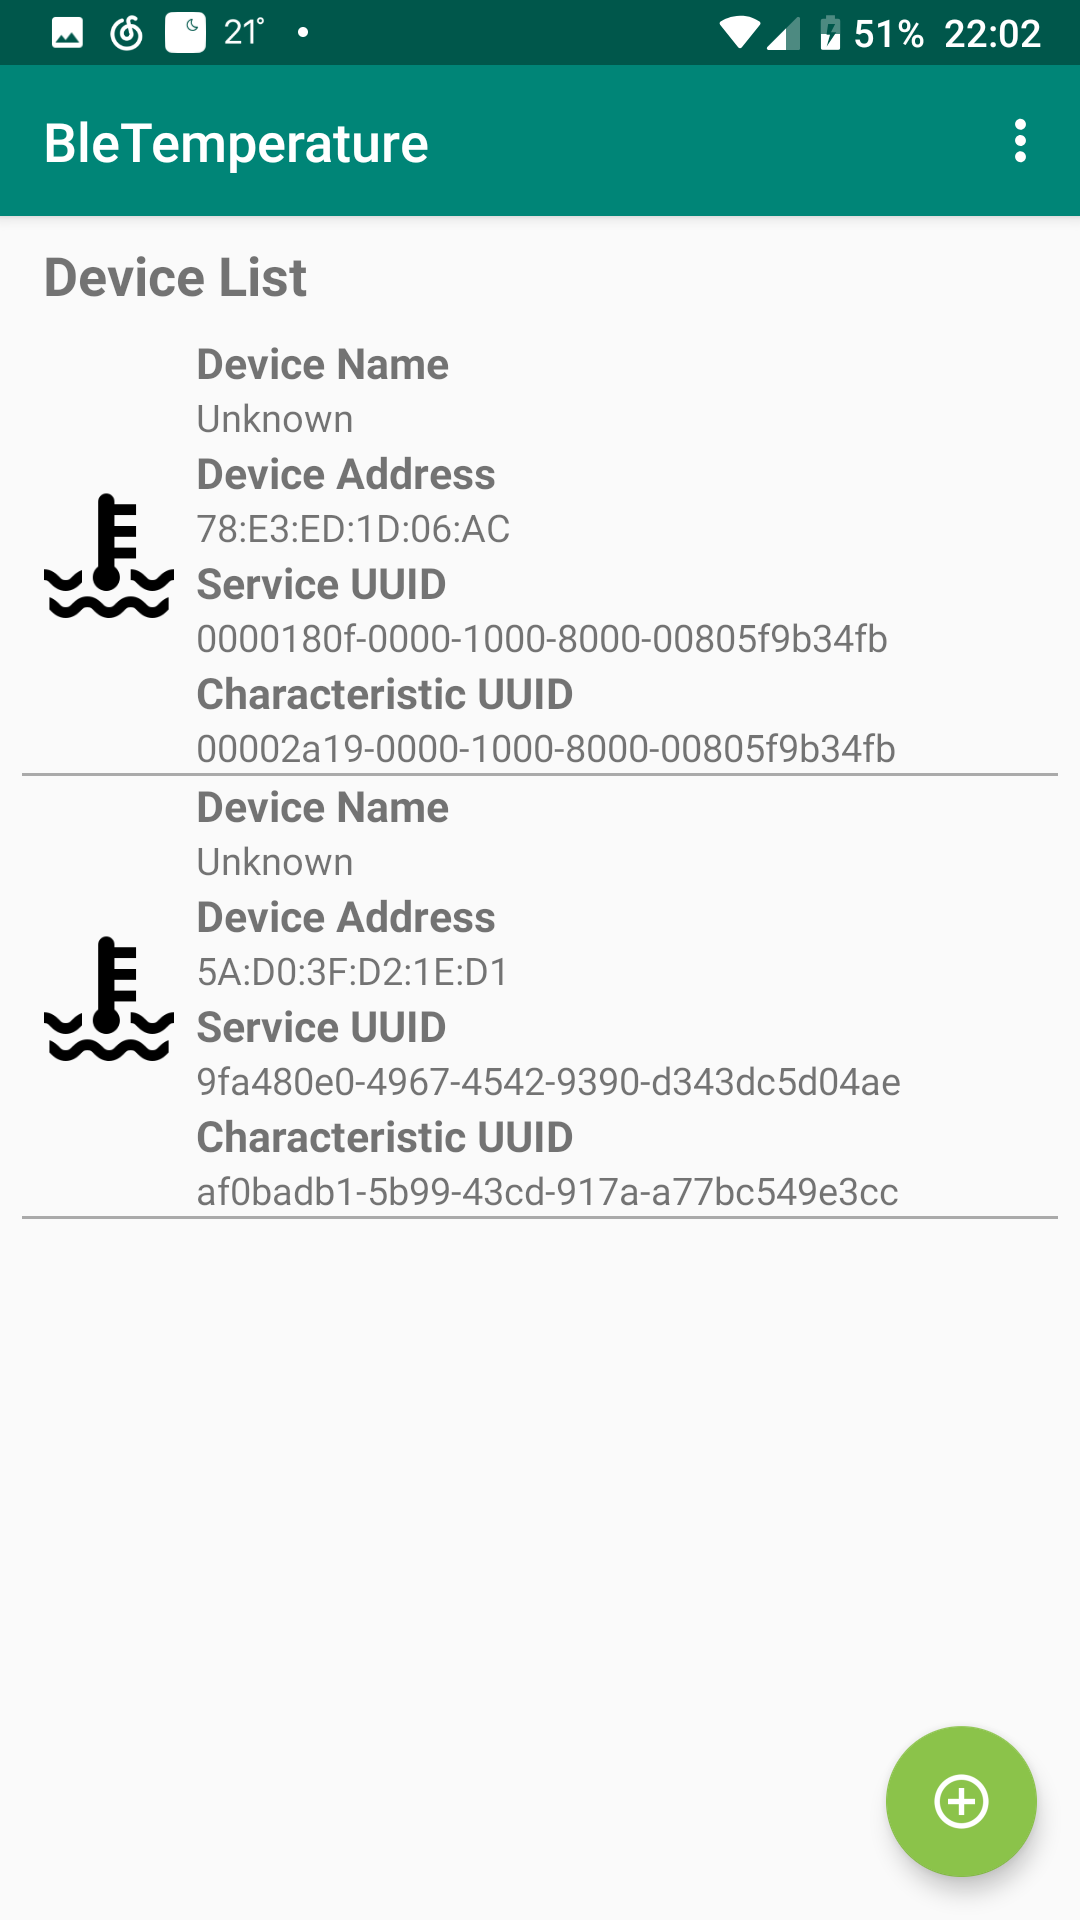 21° 51% 22:02
BleTemperature
Device List
Device Name
Unknown
Device Address
78:E3:ED:1D:06:AC
Service UUID
0000180f-0000-1000-8000-00805f9b34fb
Characteristic UUID
00002a19-0000-1000-8000-00805f9b34fb
Device Name
Unknown
Device Address
5A:D0:3F:D2:1E:D1
Service UUID
9fa480e0-4967-4542-9390-d343dc5d04ae
Characteristic UUID
af0badb1-5b99-43cd-917a-a77bc549e3cc